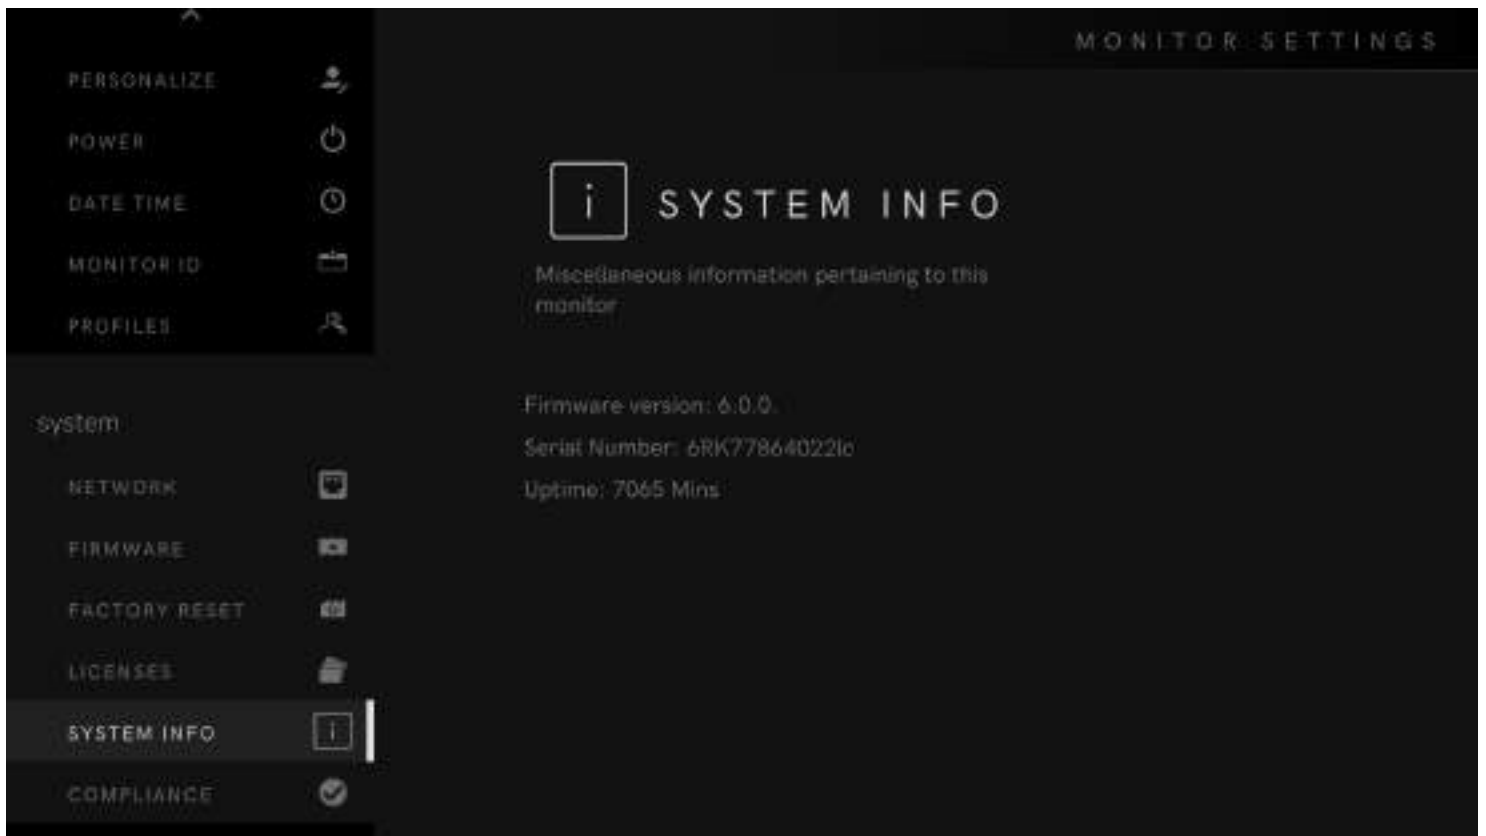 MONITOR SETTINGS
PERSONALIZE
POWER
DATE TIME
MONITOR ID
PROFILES
system
NETWORK
FIRMWARE
FACTORY RESET
LICENSES
SYSTEM INFO
COMPLIANCE
i SYSTEM INFO
Miscellaneous information pertaining to this
monitor
Firmware version: 6.0.0.
Serial Number:
Uptime: 7065 Mins